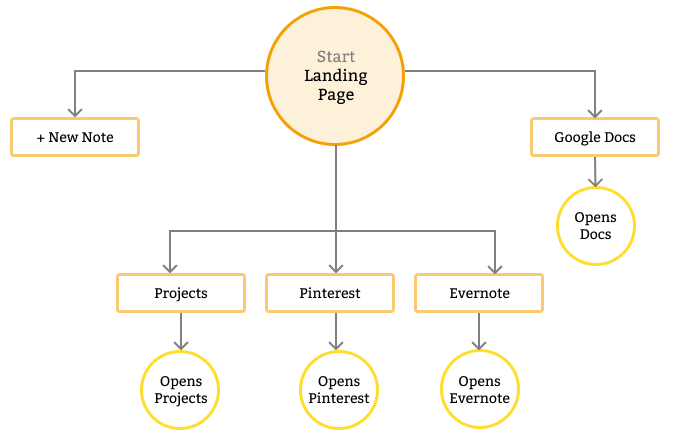 Start
Landing
Page
+ New Note
Google Docs
Opens
Docs
Projects
Pinterest
Evernote
Opens
Projects
Opens
Pinterest
Opens
Evernote